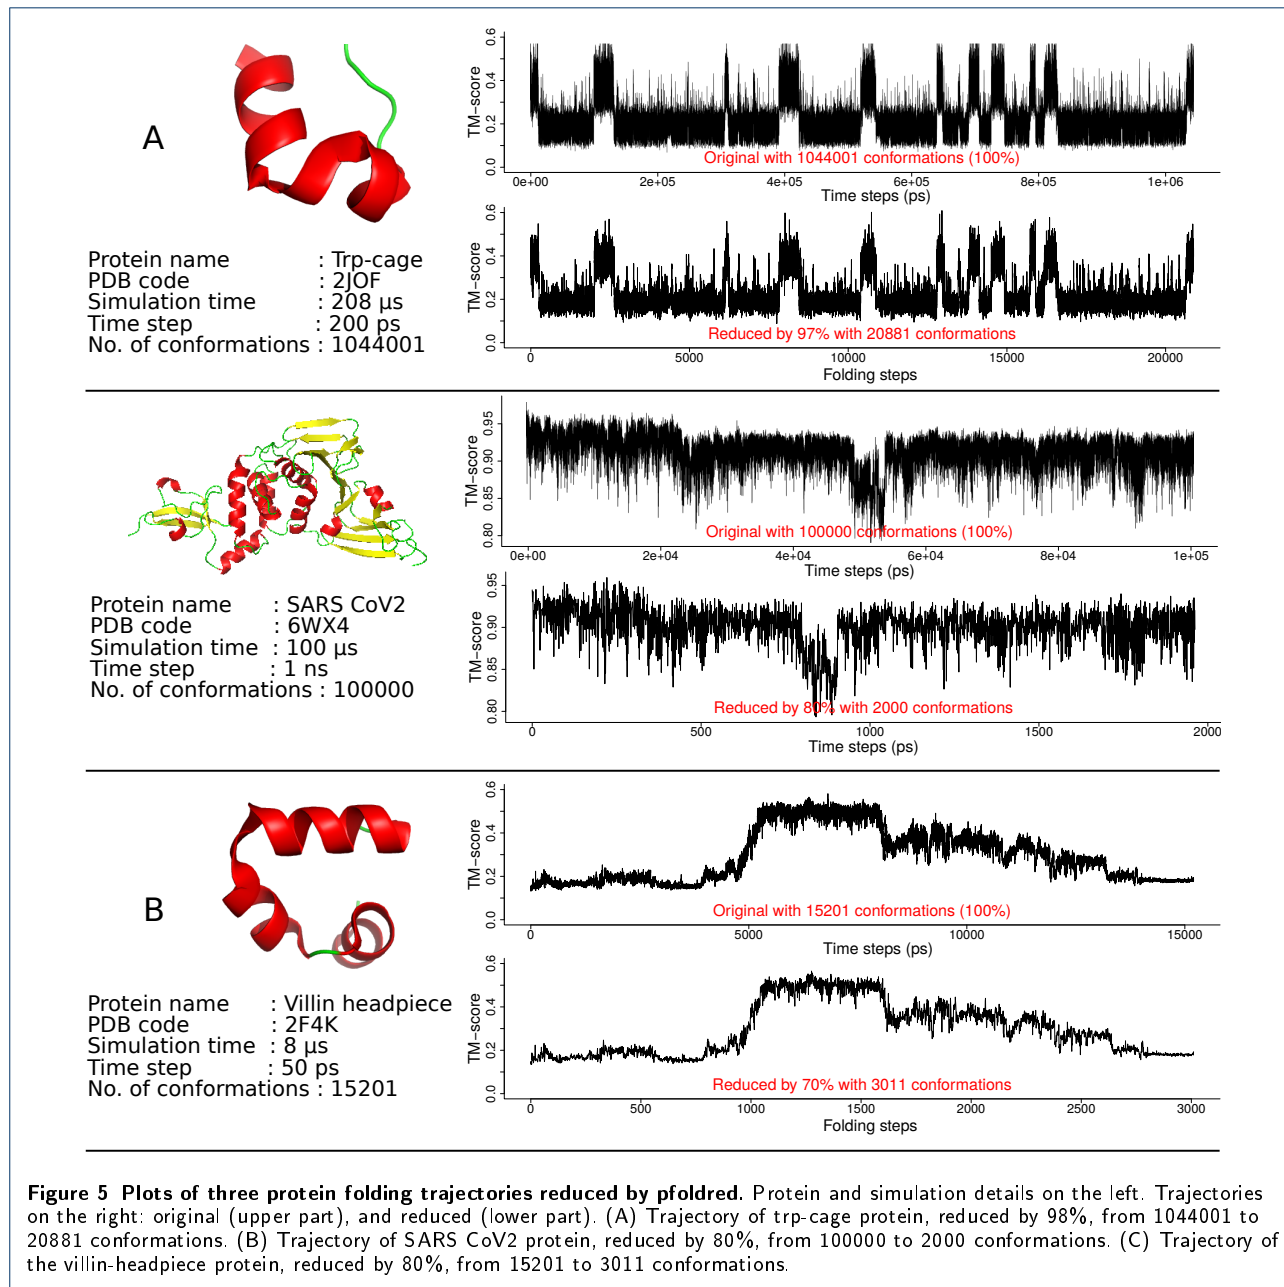 A
Protein name : Trp-cage
PDB code : 2JOF
Simulation time : 208 µs
Time step : 200 ps
No. of conformations : 1044001
TM−score
0.0 0.2 0.4 0.6
Original with 1044001 conformations (100%)
0e+00 2e+05 4e+05 6e+05 8e+05 1e+06
Time steps (ps)
TM−score
0.0 0.2 0.4 0.6
Reduced by 97% with 20881 conformations
0 5000 10000 15000 20000
Folding steps
Protein name : SARS CoV2
PDB code : 6WX4
Simulation time : 100 µs
Time step : 1 ns
No. of conformations : 100000
TM−score
0.80 0.85 0.90 0.95
Original with 100000 conformations (100%)
0e+00 2e+04 4e+04 6e+04 8e+04 1e+05
Time steps (ps)
TM−score
0.80 0.85 0.90 0.95
Reduced by 80% with 2000 conformations
0 500 1000 1500 2000
Time steps (ps)
B
Protein name : Villin headpiece
PDB code : 2F4K
Simulation time : 8 µs
Time step : 50 ps
No. of conformations : 15201
TM−score
0.0 0.2 0.4 0.6
Original with 15201 conformations (100%)
0 5000 10000 15000
Time steps (ps)
TM−score
0.0 0.2 0.4 0.6
Reduced by 70% with 3011 conformations
0 500 1000 1500 2000 2500 3000
Folding steps
Figure 5 Plots of three protein folding trajectories reduced by pfoldred. Protein and simulation details on the left. Trajectories
on the right: original (upper part), and reduced (lower part). (A) Trajectory of trp-cage protein, reduced by 98%, from 1044001 to
20881 conformations. (B) Trajectory of SARS CoV2 protein, reduced by 80%, from 100000 to 2000 conformations. (C) Trajectory of
the villin-headpiece protein, reduced by 80%, from 15201 to 3011 conformations.